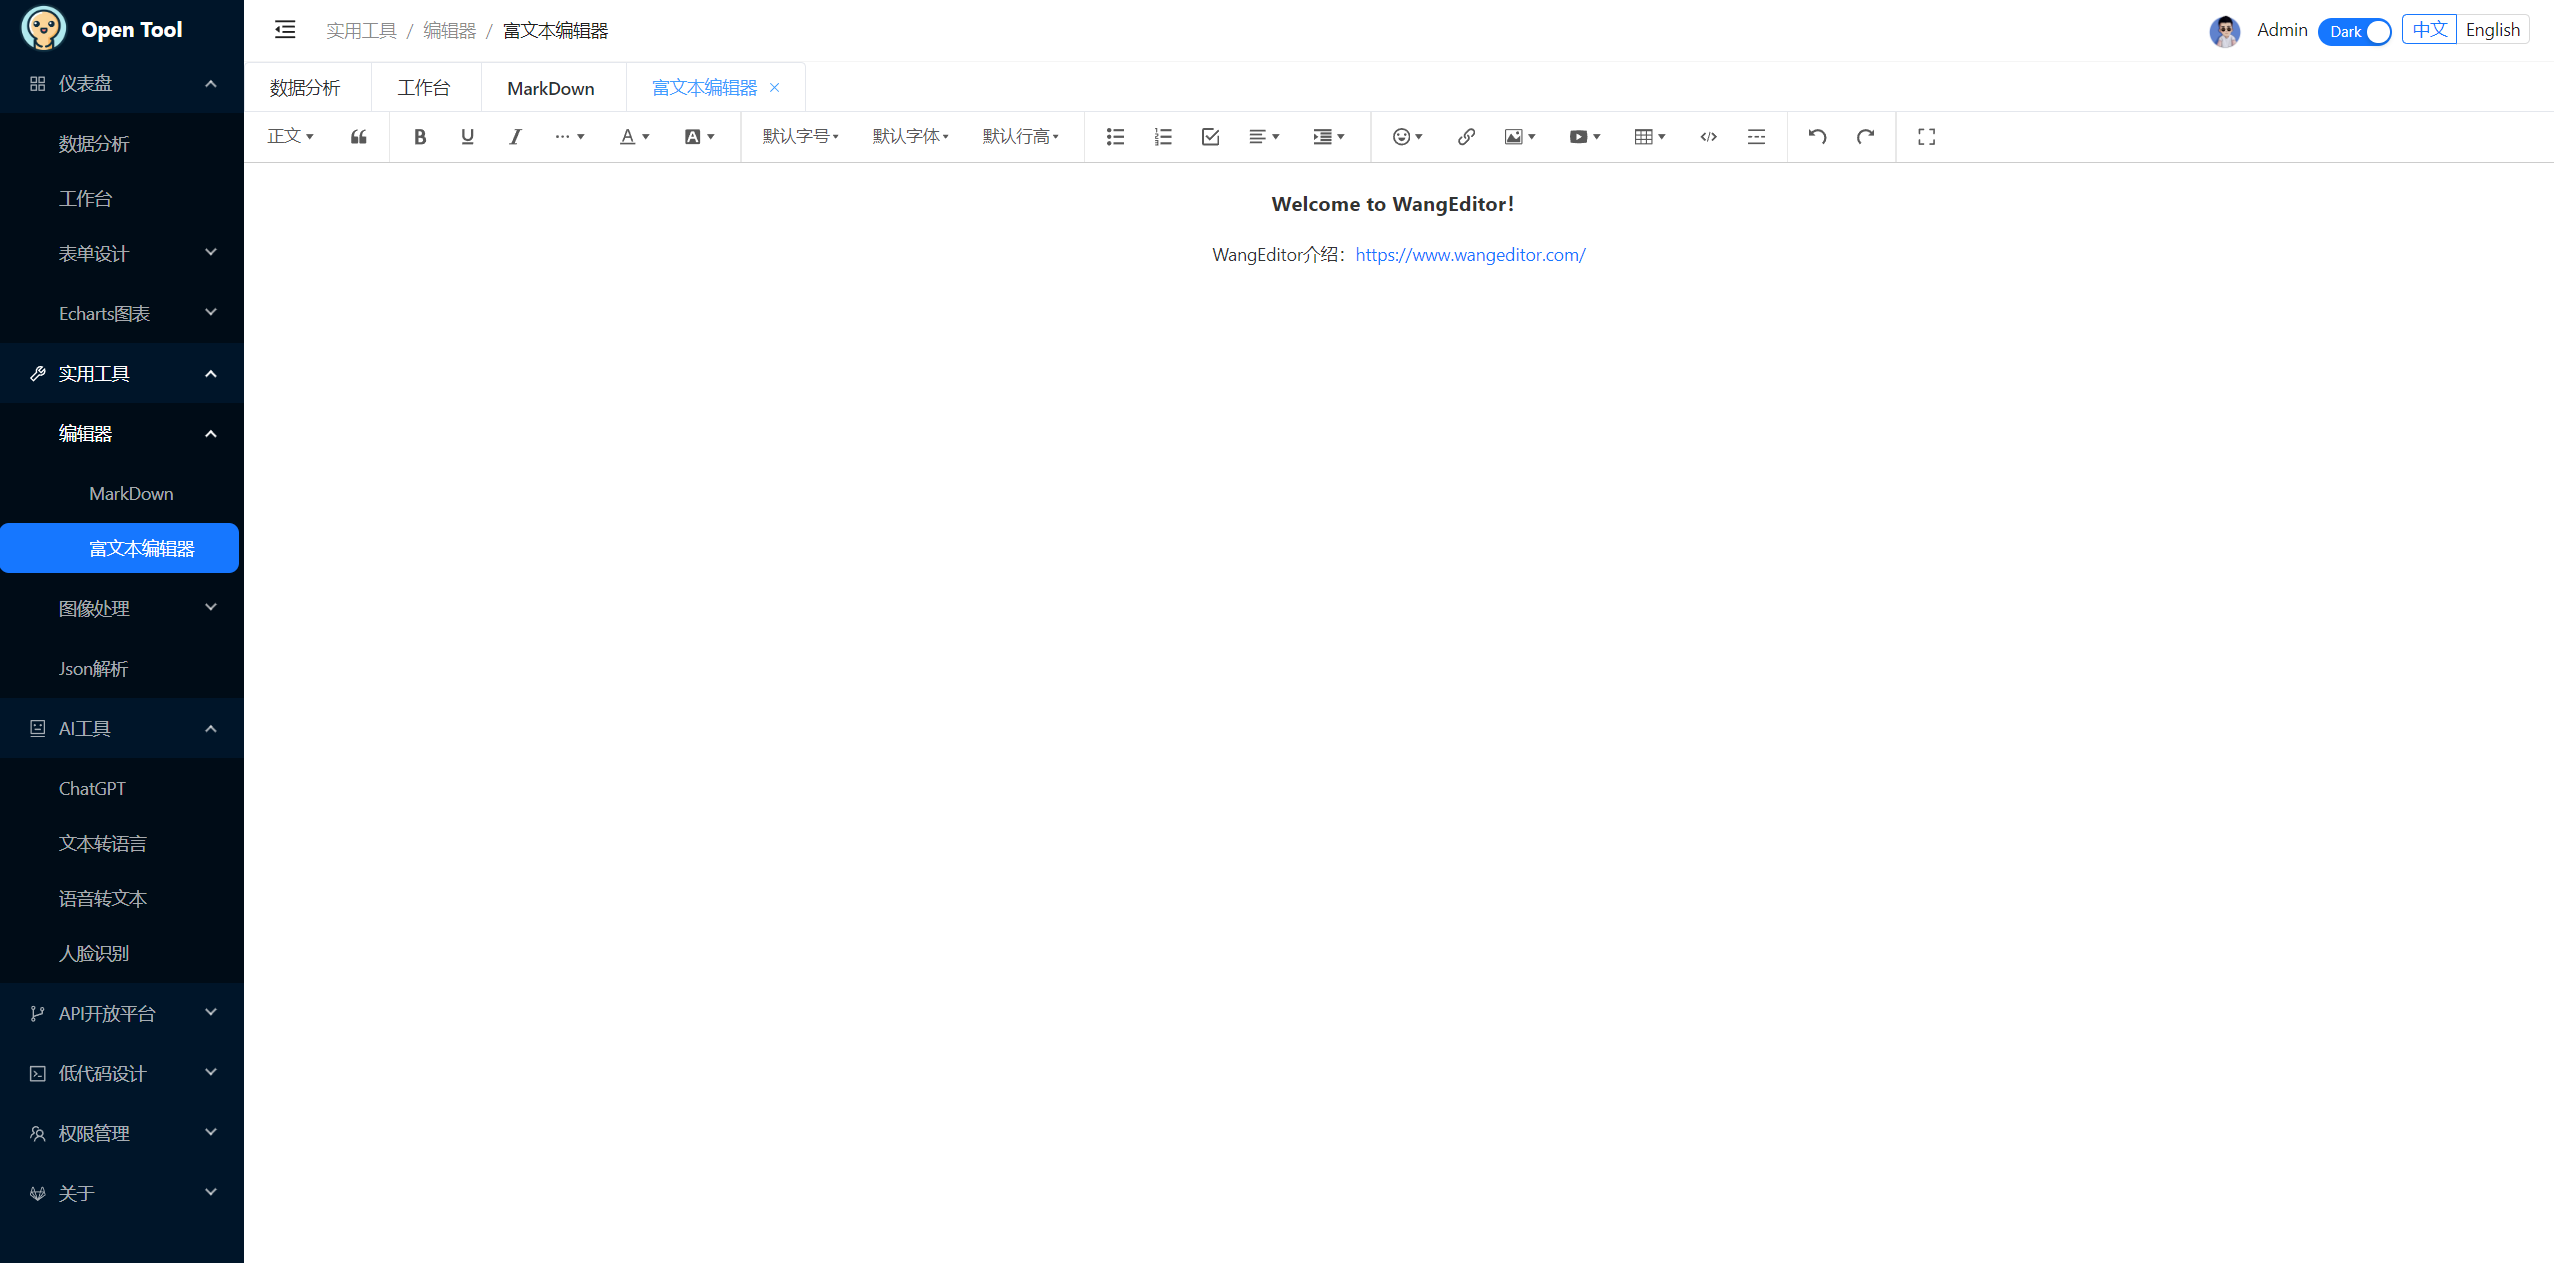 Open Tool
仪表盘
数据分析
工作台
表单设计
Echarts图表
实用工具
编辑器
MarkDown
富文本编辑器
图像处理
Json解析
AI工具
ChatGPT
文本转语言
语音转文本
人脸识别
API开放平台
低代码设计
权限管理
关于
实用工具 / 编辑器 / 富文本编辑器
Admin Dark 中文 English
数据分析 工作台 MarkDown 富文本编辑器
正文 默认字号 默认字体 默认行高
Welcome to WangEditor!
WangEditor介绍：https://www.wangeditor.com/